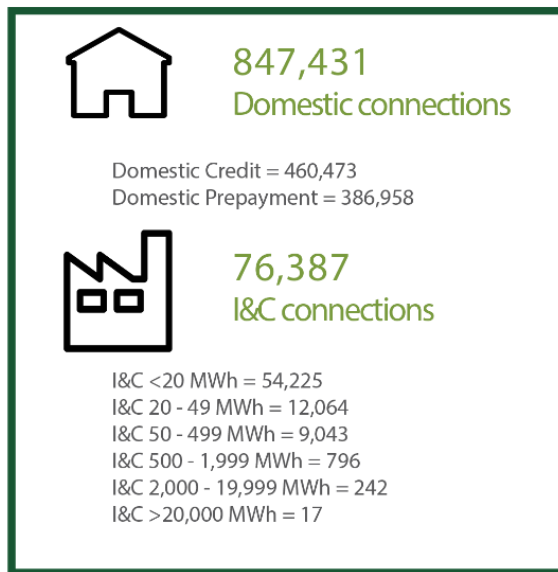 847,431
Domestic connections
Domestic Credit = 460,473
Domestic Prepayment = 386,958
76,387
I&C connections
I&C <20 MWh = 54,225
I&C 20 - 49 MWh = 12,064
I&C 50 - 499 MWh = 9,043
I&C 500 - 1,999 MWh = 796
I&C 2,000 - 19,999 MWh = 242
I&C >20,000 MWh = 17